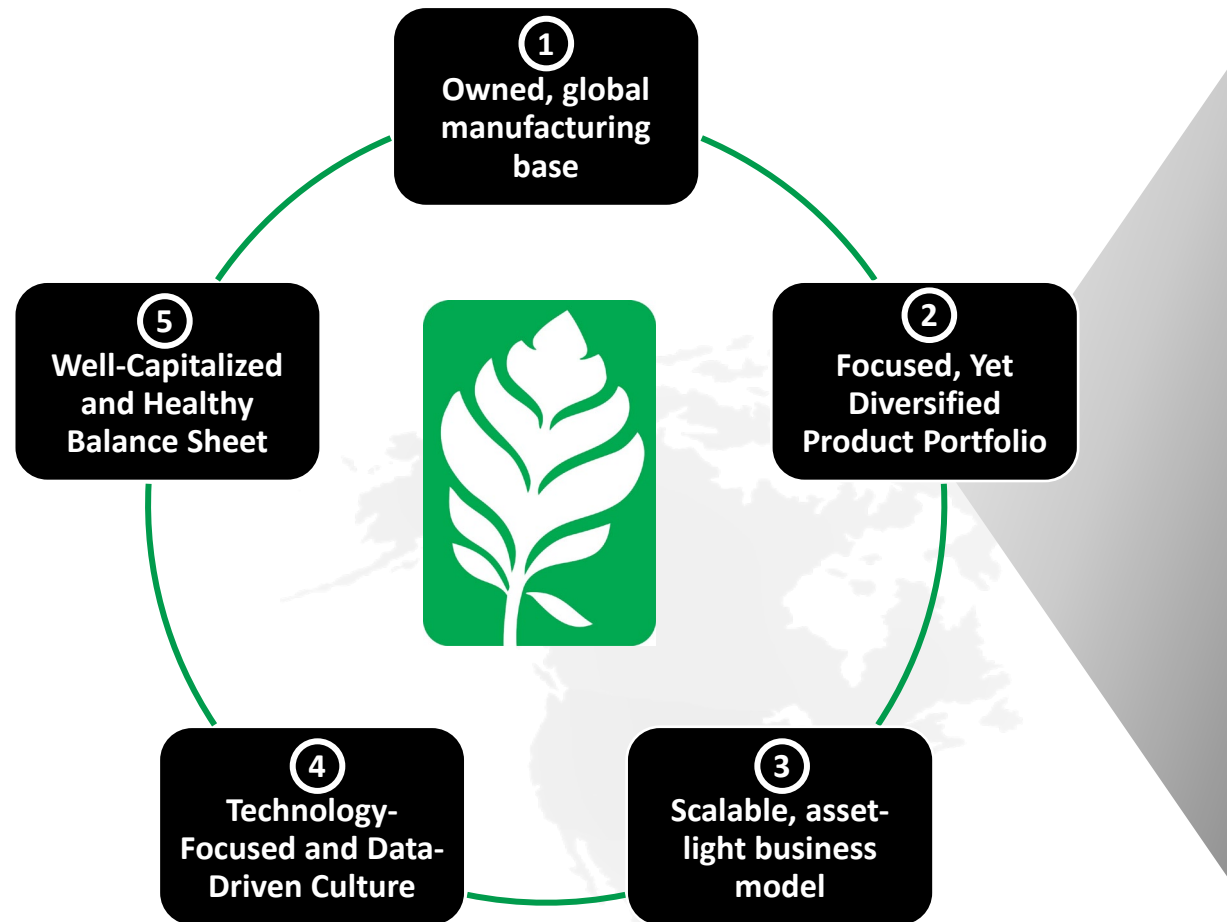 1
Owned, global
manufacturing
base
2
Focused, Yet
Diversified
Product Portfolio
3
Scalable, asset-
light business
model
4
Technology-
Focused and Data-
Driven Culture
5
Well-Capitalized
and Healthy
Balance Sheet